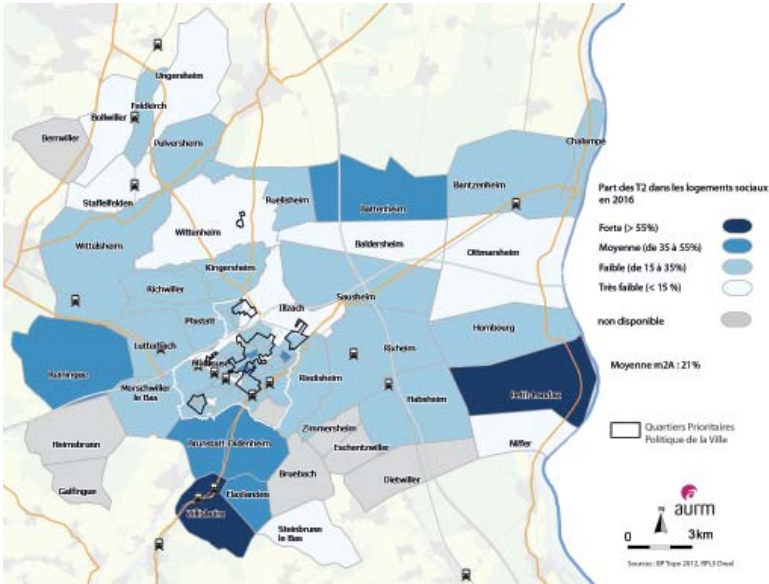 Ungersheim
Feldkirch
Bollwiller
Berrwiller
Pulversheim
Staffelfelden
Chalampé
Bantzenheim
Ruelisheim
Battenheim
Wittelsheim
Wittenheim
Baldersheim
Ottmarsheim
Kingersheim
Richwiller
Sausheim
Illzach
Pfastatt
Hombourg
Lutterbach
Rixheim
Riedisheim
Morschwiller
le Bas
Habsheim
Petit-Landau
Zimmersheim
Niffer
Heimsbrunn
Brunstatt-Didenheim
Eschentzwiller
Bruebach
Dietwiller
Galfingue
Flaxlanden
Zillisheim
Steinbrunn
le Bas
Part des T2 dans les logements sociaux
en 2016
Forte (> 55%)
Moyenne (de 35 à 55%)
Faible (de 15 à 35%)
Très faible (< 15 %)
non disponible
Moyenne m2A : 21%
Quartiers Prioritaires
Politique de la Ville
aurm
N
0 3km
Sources : BP Topo 2012, RPLS Dreal